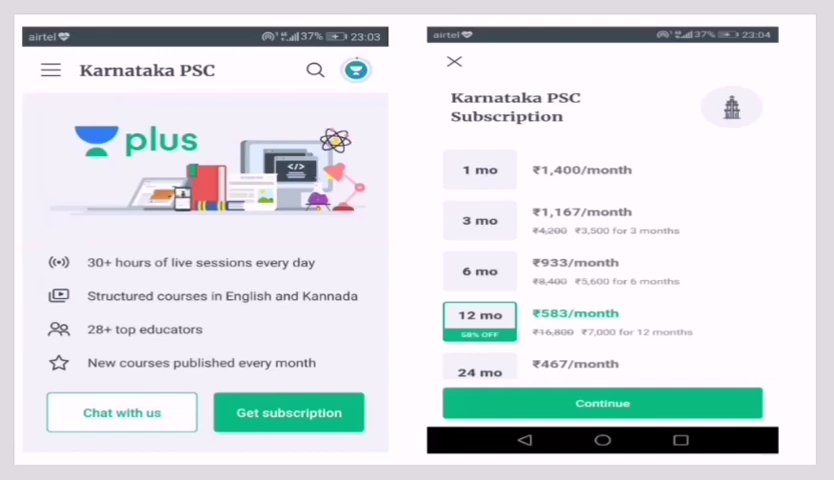 airtel 37% 23:03
Karnataka PSC
plus
</>
30+ hours of live sessions every day
Structured courses in English and Kannada
28+ top educators
New courses published every month
Chat with us
Get subscription
airtel 37% 23:04
Karnataka PSC
Subscription
1 mo ₹1,400/month
3 mo ₹1,167/month
₹4,200 ₹3,500 for 3 months
6 mo ₹933/month
₹8,400 ₹5,600 for 6 months
12 mo ₹583/month
58% OFF ₹16,800 ₹7,000 for 12 months
24 mo ₹467/month
Continue